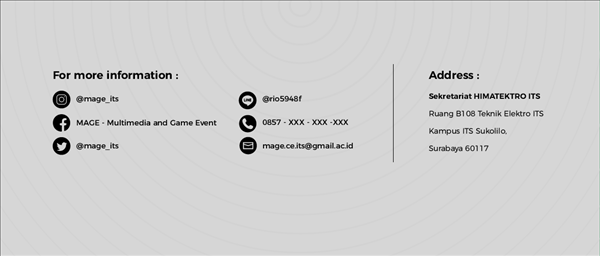 For more information :
@mage_its
MAGE - Multimedia and Game Event
@mage_its
LINE
@rio5948f
0857 - XXX - XXX -XXX
mage.ce.its@gmail.ac.id
Address :
Sekretariat HIMATEKTRO ITS
Ruang B108 Teknik Elektro ITS
Kampus ITS Sukolilo,
Surabaya 60117